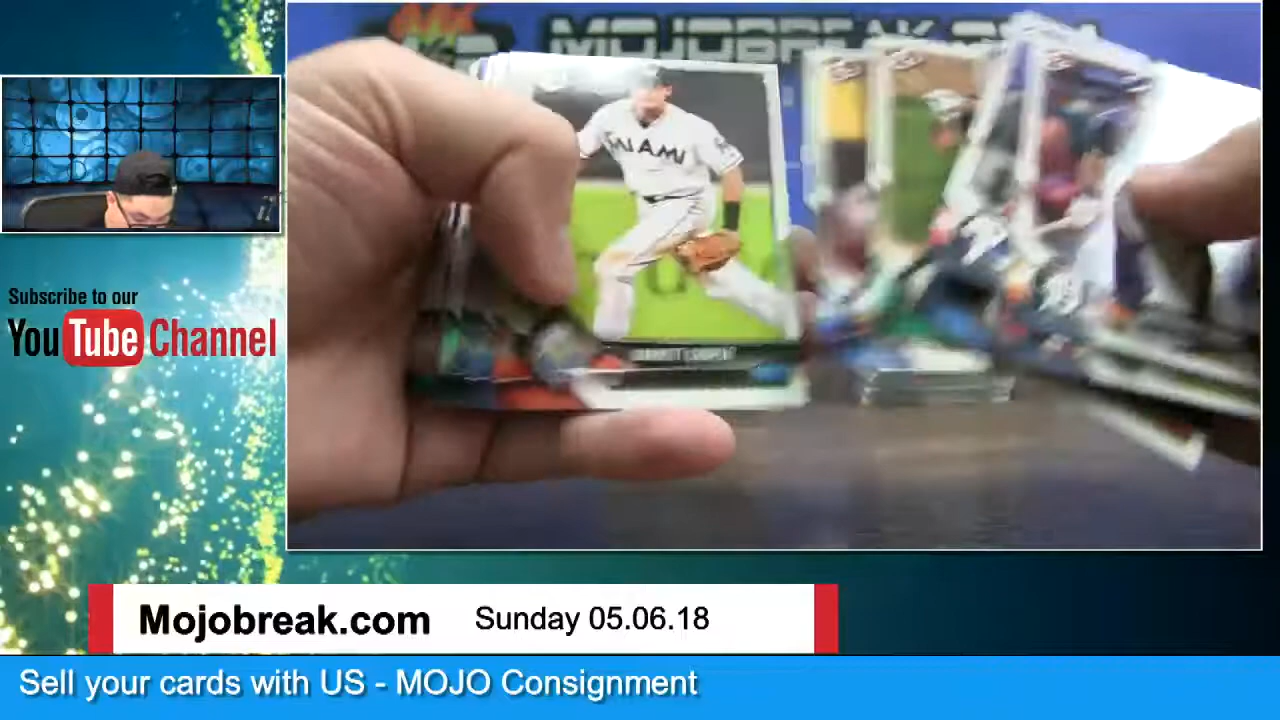 MOJOBREAK
MIAMI
Subscribe to our
YouTube Channel
Mojobreak.com
Sunday 05.06.18
Sell your cards with US - MOJO Consignment